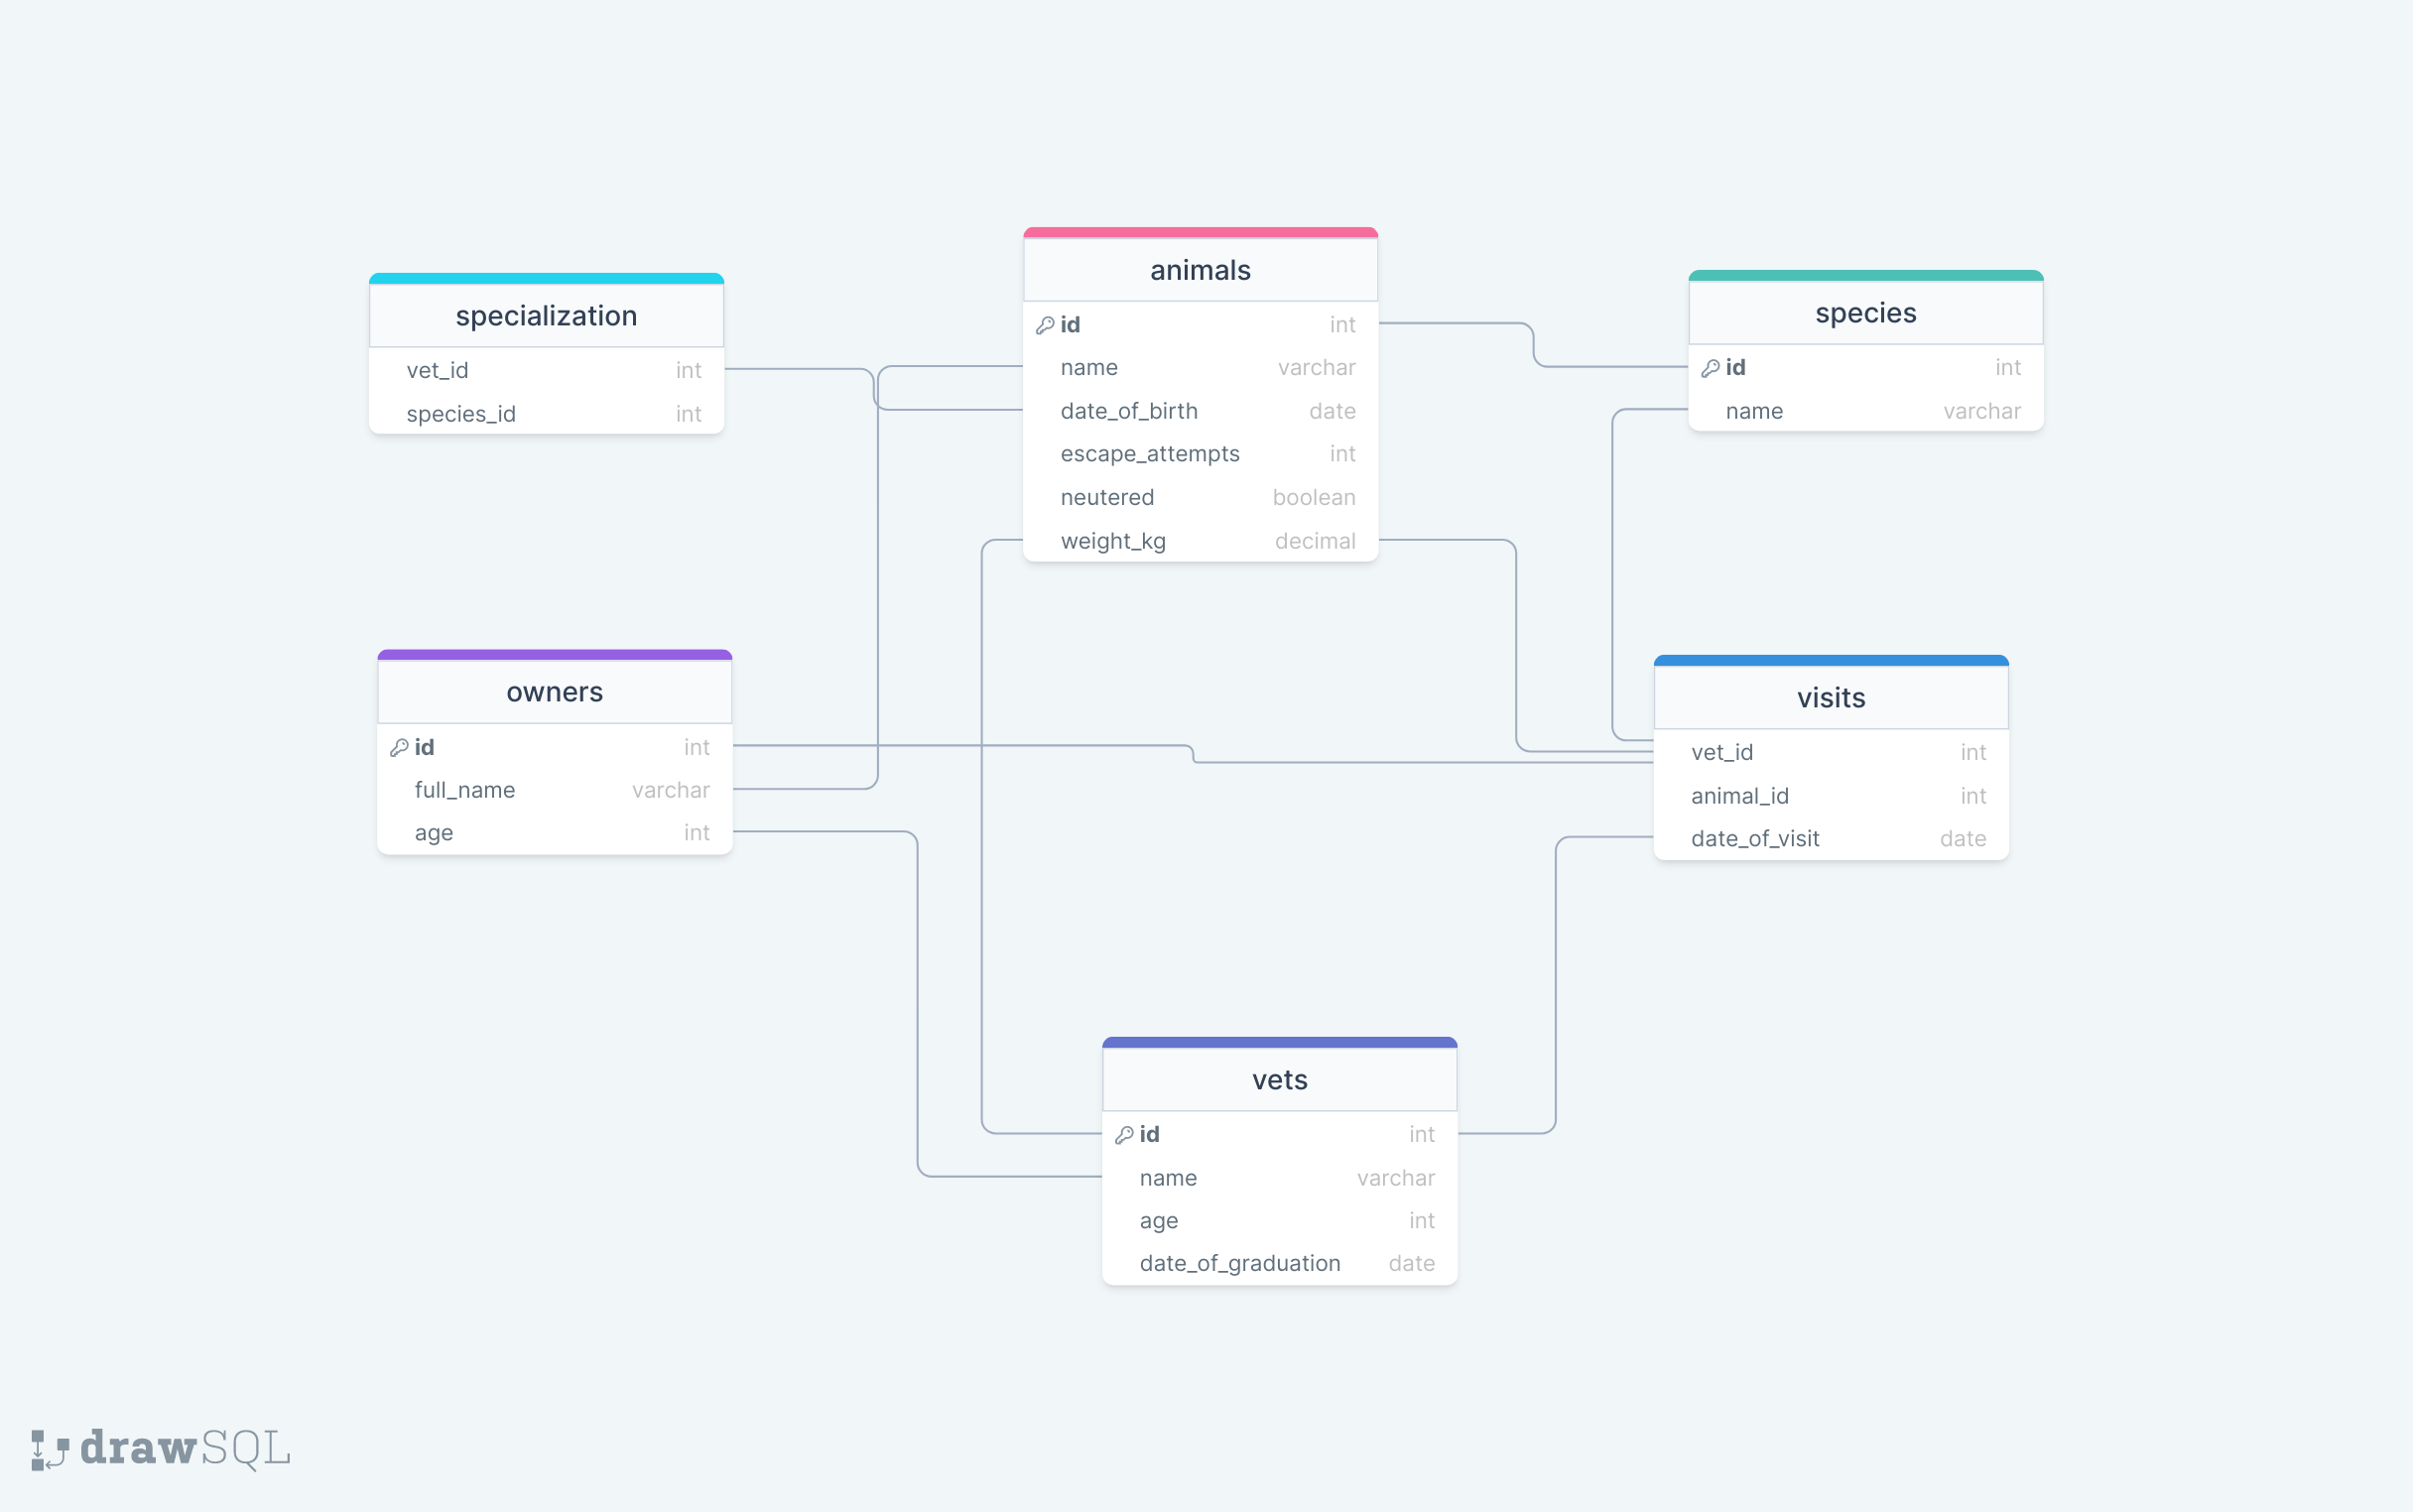 animals
id int
name varchar
date_of_birth date
escape_attempts int
neutered boolean
weight_kg decimal
specialization
vet_id int
species_id int
species
id int
name varchar
owners
id int
full_name varchar
age int
visits
vet_id int
animal_id int
date_of_visit date
vets
id int
name varchar
age int
date_of_graduation date
drawSQL